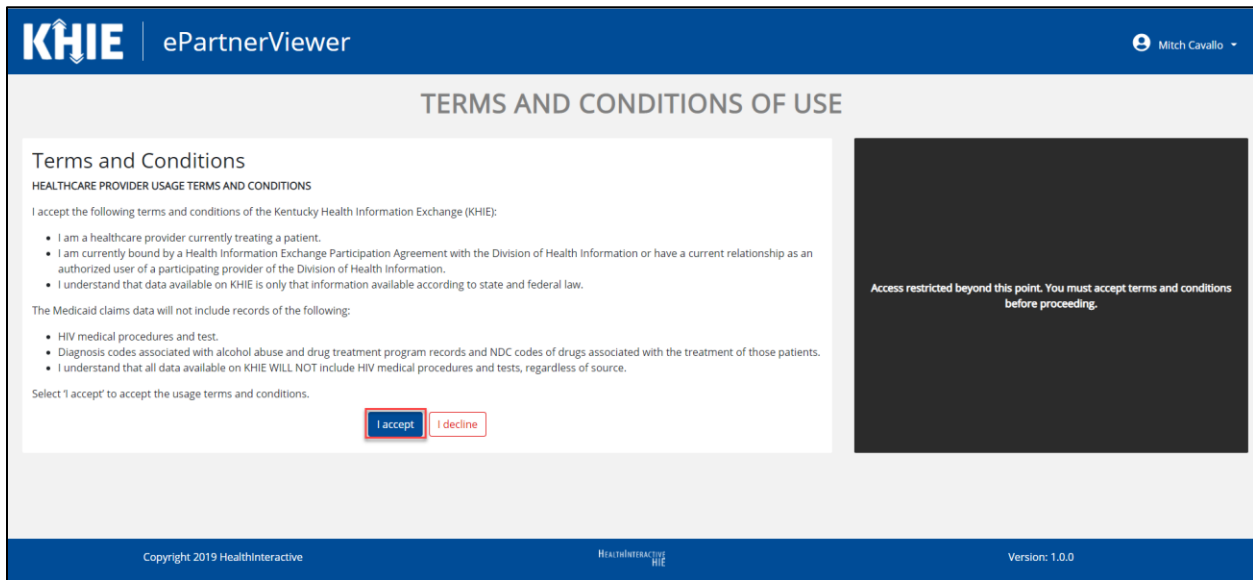 KHIE ePartnerViewer
Mitch Cavallo
TERMS AND CONDITIONS OF USE
Terms and Conditions
HEALTHCARE PROVIDER USAGE TERMS AND CONDITIONS
I accept the following terms and conditions of the Kentucky Health Information Exchange (KHIE):
• I am a healthcare provider currently treating a patient.
• I am currently bound by a Health Information Exchange Participation Agreement with the Division of Health Information or have a current relationship as an
authorized user of a participating provider of the Division of Health Information.
• I understand that data available on KHIE is only that information available according to state and federal law.
The Medicaid claims data will not include records of the following:
• HIV medical procedures and test.
• Diagnosis codes associated with alcohol abuse and drug treatment program records and NDC codes of drugs associated with the treatment of those patients.
• I understand that all data available on KHIE WILL NOT include HIV medical procedures and tests, regardless of source.
Select 'I accept' to accept the usage terms and conditions.
I accept I decline
Access restricted beyond this point. You must accept terms and conditions
before proceeding.
Copyright 2019 HealthInteractive
HEALTHINTERACTIVE
HIE
Version: 1.0.0